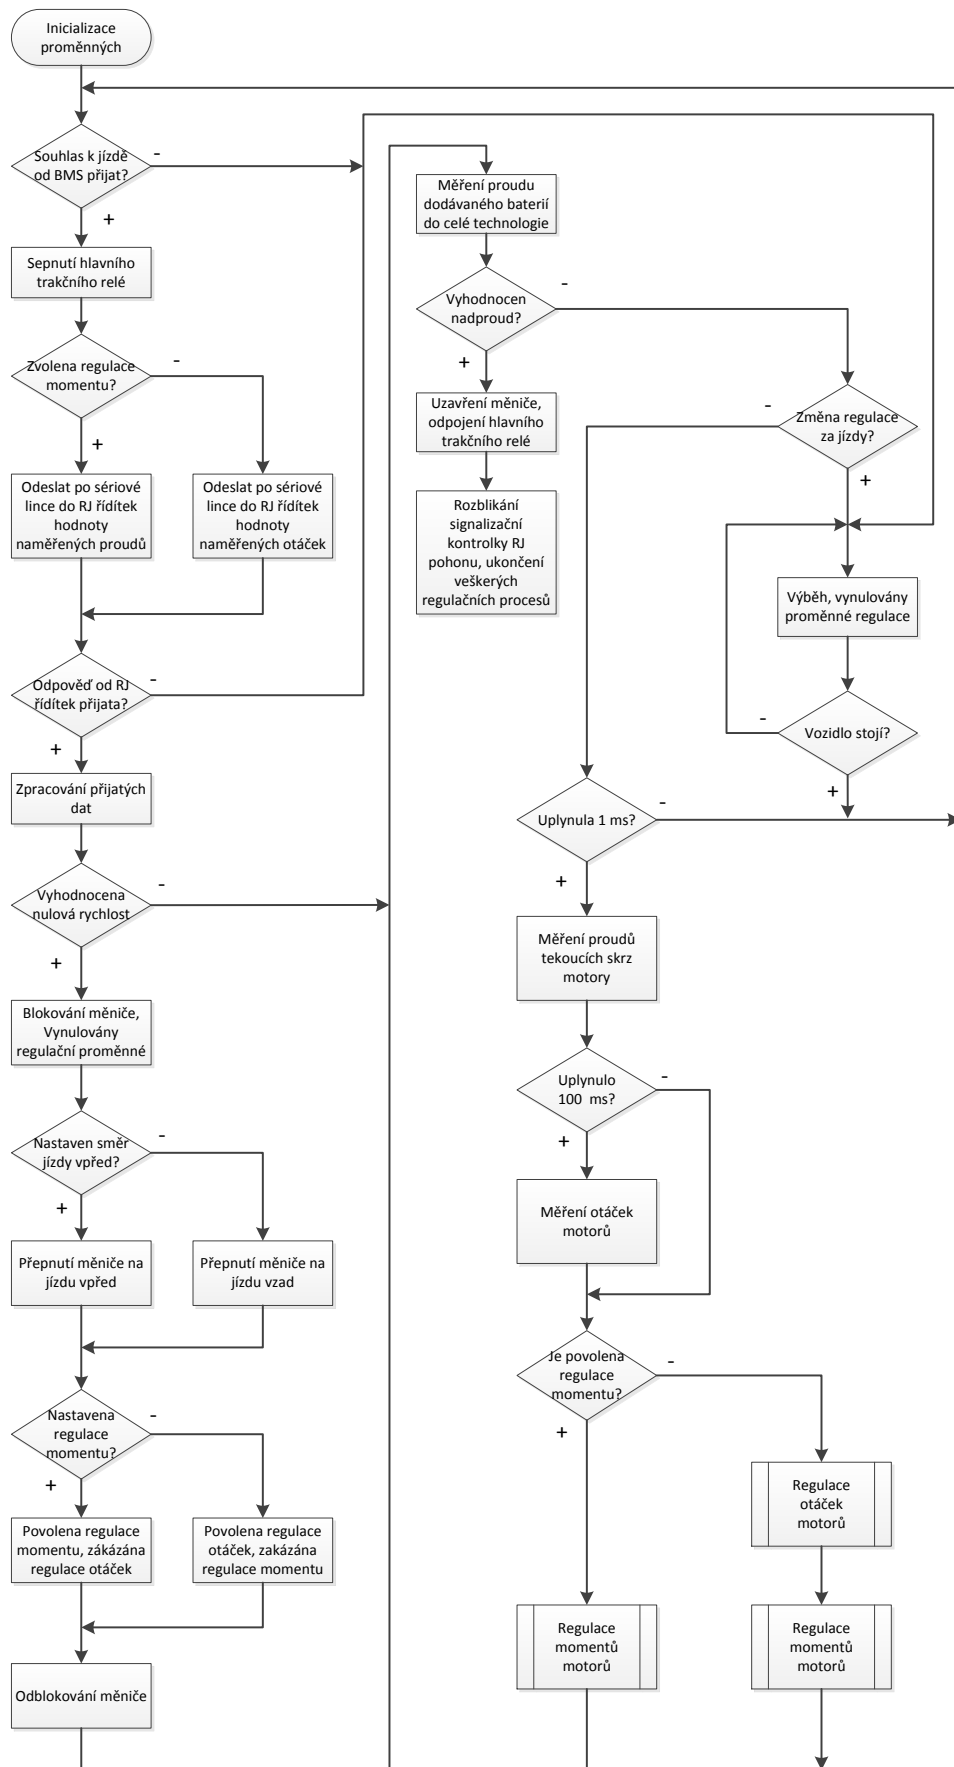 Inicializace
proměnných
Souhlas k jízdě
od BMS přijat?
-
+
Sepnutí hlavního
trakčního relé
Zvolena regulace
momentu?
-
+
Odeslat po sériové
lince do RJ řídítek
hodnoty
naměřených proudů
Odeslat po sériové
lince do RJ řídítek
hodnoty
naměřených otáček
Odpověď od RJ
řídítek přijata?
-
+
Zpracování přijatých
dat
Vyhodnocena
nulová rychlost
-
+
Blokování měniče,
Vynulovány
regulační proměnné
Nastaven směr
jízdy vpřed?
-
+
Přepnutí měniče na
jízdu vpřed
Přepnutí měniče na
jízdu vzad
Nastavena
regulace
momentu?
-
+
Povolena regulace
momentu, zákázána
regulace otáček
Povolena regulace
otáček, zakázána
regulace momentu
Odblokování měniče
Měření proudu
dodávaného baterií
do celé technologie
Vyhodnocen
nadproud?
-
+
Uzavření měniče,
odpojení hlavního
trakčního relé
Rozblikání
signalizační
kontrolky RJ
pohonu, ukončení
veškerých
regulačních procesů
Změna regulace
za jízdy?
-
+
Výběh, vynulovány
proměnné regulace
Vozidlo stojí?
-
+
Uplynula 1 ms?
-
+
Měření proudů
tekoucích skrz
motory
Uplynulo
100 ms?
-
+
Měření otáček
motorů
Je povolena
regulace
momentu?
-
+
Regulace
otáček
motorů
Regulace
momentů
motorů
Regulace
momentů
motorů